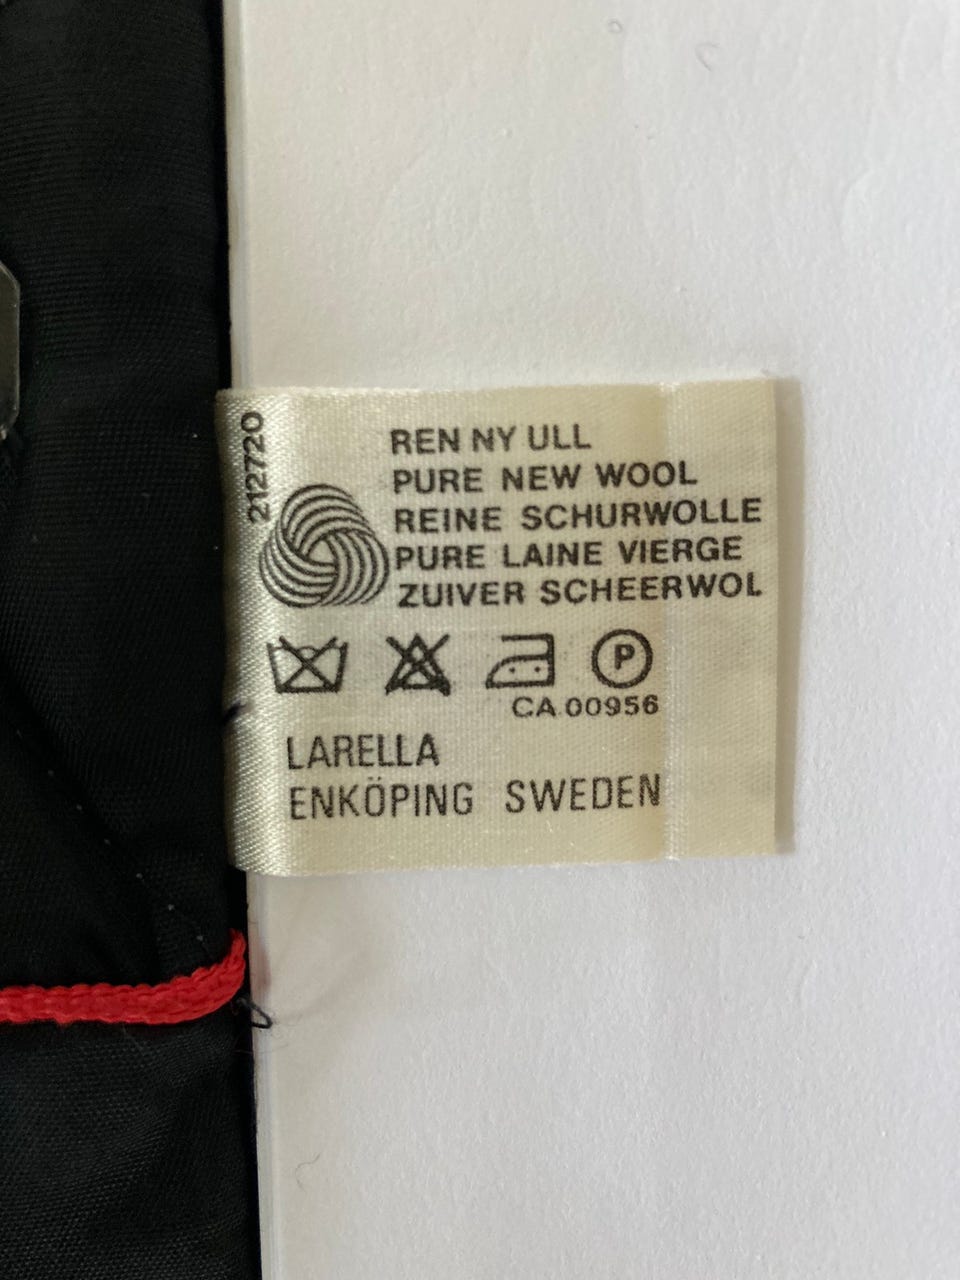 212720
REN NY ULL
PURE NEW WOOL
REINE SCHURWOLLE
PURE LAINE VIERGE
ZUIVER SCHEERWOL
P
CA 00956
LARELLA
ENKÖPING SWEDEN